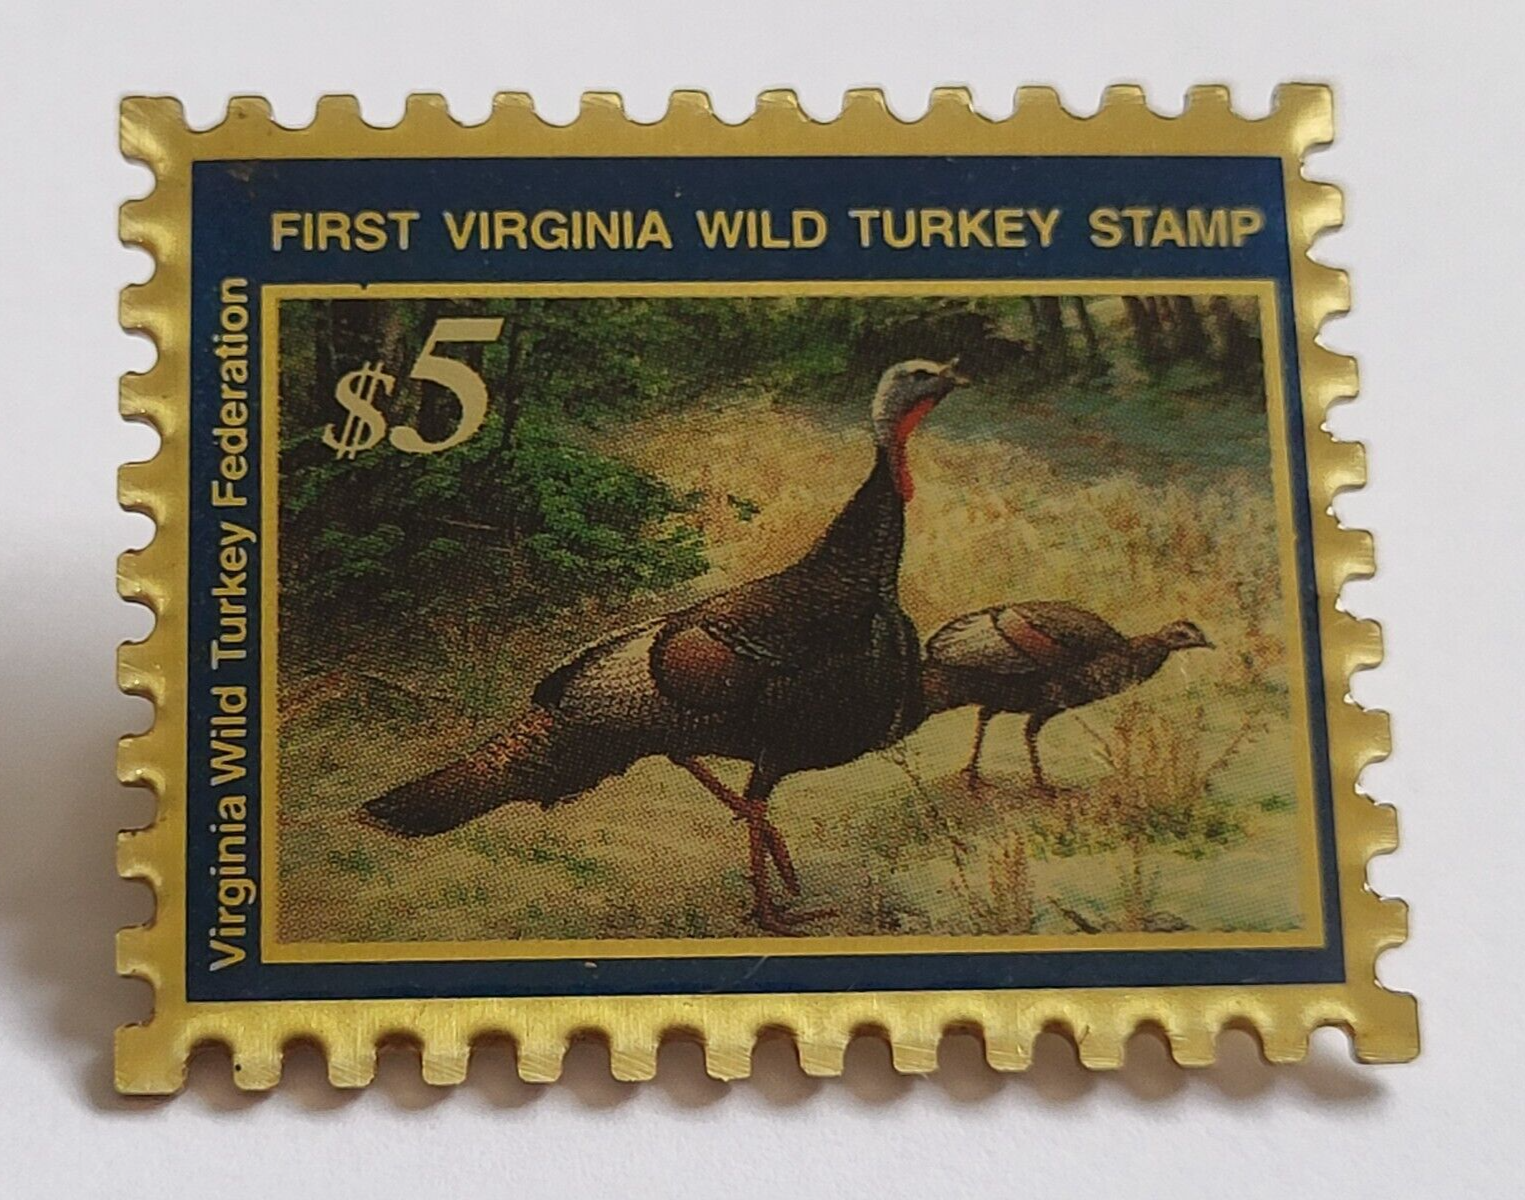 FIRST VIRGINIA WILD TURKEY STAMP
Virginia Wild Turkey Federation
$5